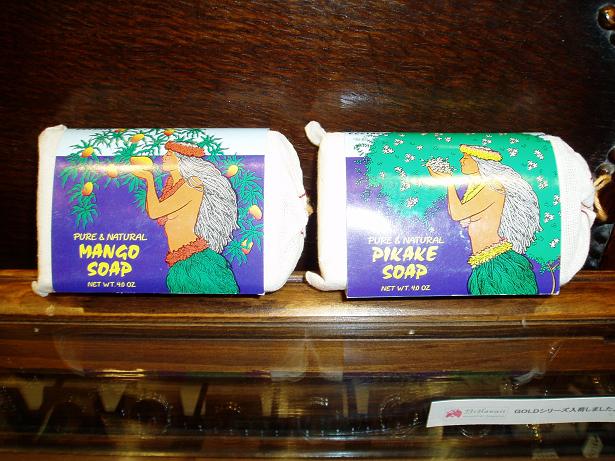 PURE & NATURAL
MANGO
SOAP
NET WT. 4.0 OZ
PURE & NATURAL
PIKAKE
SOAP
NET WT. 4.0 OZ
GOLDシリーズ入荷しました